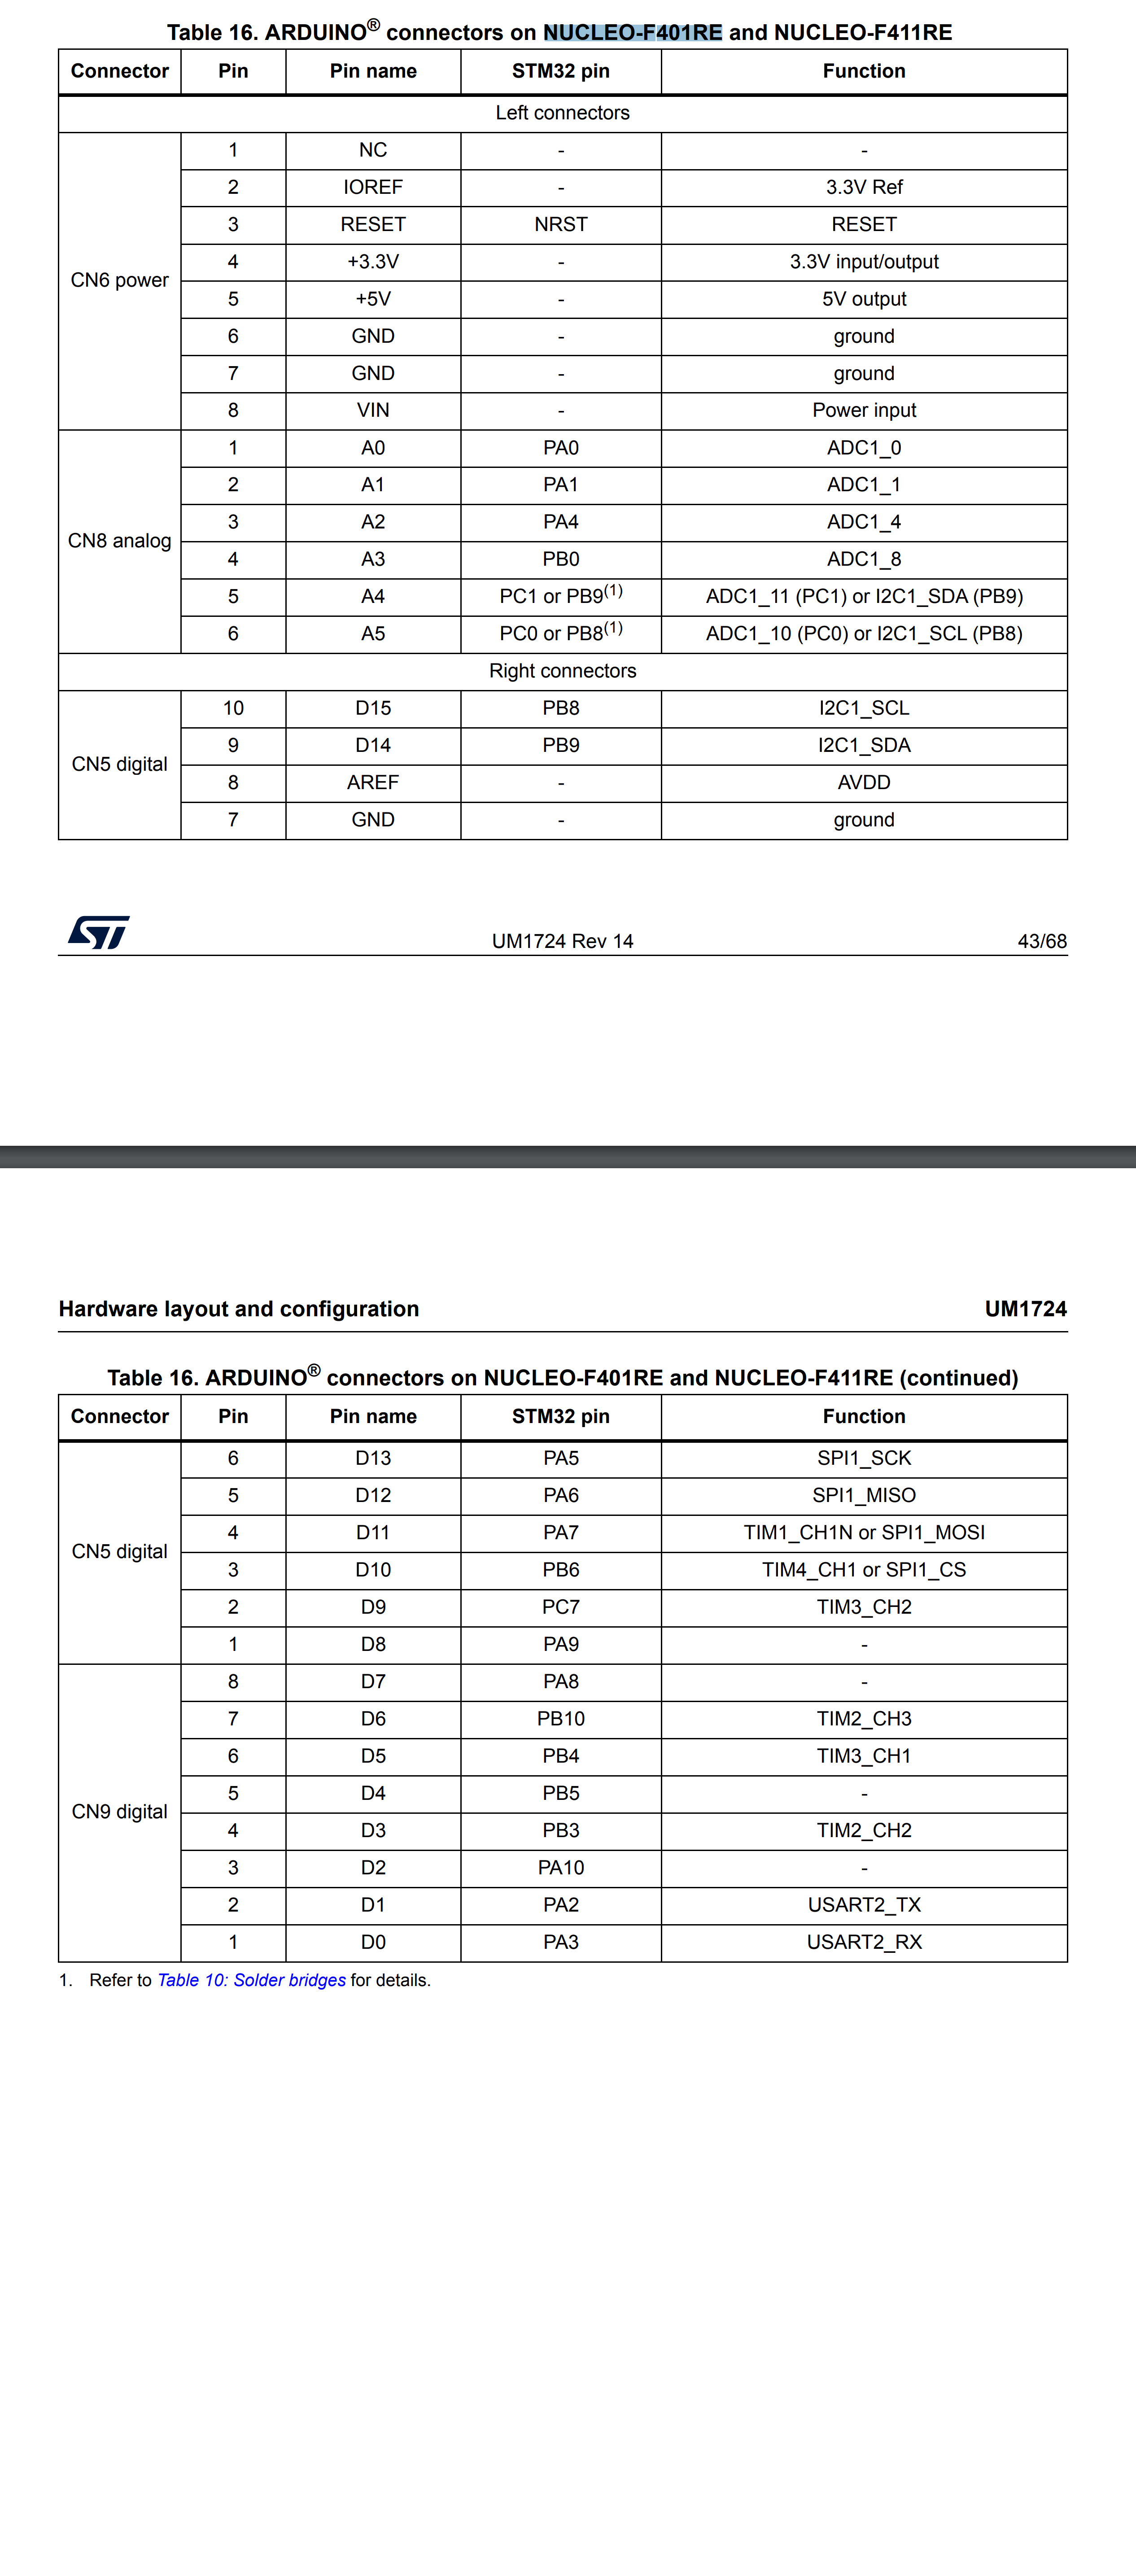 Table 16. ARDUINO® connectors on NUCLEO-F401RE and NUCLEO-F411RE
Connector Pin Pin name STM32 pin Function
Left connectors
CN6 power
1 NC - -
2 IOREF - 3.3V Ref
3 RESET NRST RESET
4 +3.3V - 3.3V input/output
5 +5V - 5V output
6 GND - ground
7 GND - ground
8 VIN - Power input
CN8 analog
1 A0 PA0 ADC1_0
2 A1 PA1 ADC1_1
3 A2 PA4 ADC1_4
4 A3 PB0 ADC1_8
5 A4 PC1 or PB9(1) ADC1_11 (PC1) or I2C1_SDA (PB9)
6 A5 PC0 or PB8(1) ADC1_10 (PC0) or I2C1_SCL (PB8)
Right connectors
CN5 digital
10 D15 PB8 I2C1_SCL
9 D14 PB9 I2C1_SDA
8 AREF - AVDD
7 GND - ground
ST UM1724 Rev 14 43/68
Hardware layout and configuration UM1724
Table 16. ARDUINO® connectors on NUCLEO-F401RE and NUCLEO-F411RE (continued)
Connector Pin Pin name STM32 pin Function
CN5 digital
6 D13 PA5 SPI1_SCK
5 D12 PA6 SPI1_MISO
4 D11 PA7 TIM1_CH1N or SPI1_MOSI
3 D10 PB6 TIM4_CH1 or SPI1_CS
2 D9 PC7 TIM3_CH2
1 D8 PA9 -
CN9 digital
8 D7 PA8 -
7 D6 PB10 TIM2_CH3
6 D5 PB4 TIM3_CH1
5 D4 PB5 -
4 D3 PB3 TIM2_CH2
3 D2 PA10 -
2 D1 PA2 USART2_TX
1 D0 PA3 USART2_RX
1. Refer to Table 10: Solder bridges for details.